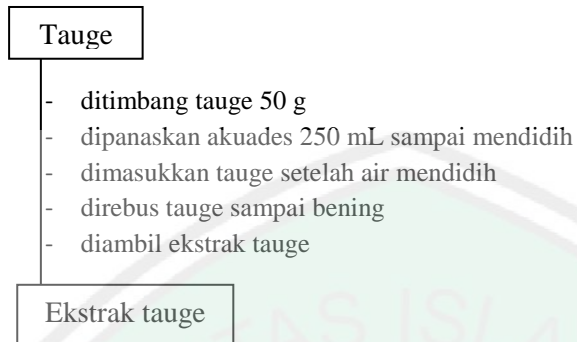 Tauge
- ditimbang tauge 50 g
- dipanaskan akuades 250 mL sampai mendidih
- dimasukkan tauge setelah air mendidih
- direbus tauge sampai bening
- diambil ekstrak tauge
Ekstrak tauge